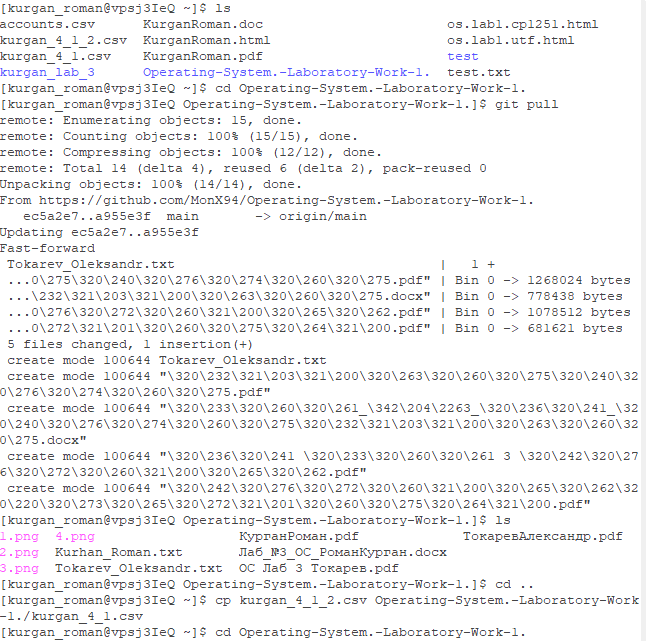 [kurgan_roman@vpsj3IeQ ~]$ ls
accounts.csv      KurganRoman.doc                       os.lab1.cp1251.html
kurgan_4_1_2.csv  KurganRoman.html                      os.lab1.utf.html
kurgan_4_1.csv    KurganRoman.pdf                       test
kurgan_lab_3      Operating-System.-Laboratory-Work-1.  test.txt
[kurgan_roman@vpsj3IeQ ~]$ cd Operating-System.-Laboratory-Work-1.
[kurgan_roman@vpsj3IeQ Operating-System.-Laboratory-Work-1.]$ git pull
remote: Enumerating objects: 15, done.
remote: Counting objects: 100% (15/15), done.
remote: Compressing objects: 100% (12/12), done.
remote: Total 14 (delta 4), reused 6 (delta 2), pack-reused 0
Unpacking objects: 100% (14/14), done.
From https://github.com/MonX94/Operating-System.-Laboratory-Work-1.
   ec5a2e7..a955e3f  main       -> origin/main
Updating ec5a2e7..a955e3f
Fast-forward
 Tokarev_Oleksandr.txt                                 |   1 +
 ...0\275\320\240\320\276\320\274\320\260\320\275.pdf" | Bin 0 -> 1268024 bytes
 ...\232\321\203\321\200\320\263\320\260\320\275.docx" | Bin 0 -> 778438 bytes
 ...0\276\320\272\320\260\321\200\320\265\320\262.pdf" | Bin 0 -> 1078512 bytes
 ...0\272\321\201\320\260\320\275\320\264\321\200.pdf" | Bin 0 -> 681621 bytes
 5 files changed, 1 insertion(+)
 create mode 100644 Tokarev_Oleksandr.txt
 create mode 100644 "\320\232\321\203\321\200\320\263\320\260\320\275\320\240\32
0\276\320\274\320\260\320\275.pdf"
 create mode 100644 "\320\233\320\260\320\261_\342\204\2263_\320\236\320\241_\32
0\240\320\276\320\274\320\260\320\275\320\232\321\203\321\200\320\263\320\260\32
0\275.docx"
 create mode 100644 "\320\236\320\241 \320\233\320\260\320\261 3 \320\242\320\27
6\320\272\320\260\321\200\320\265\320\262.pdf"
 create mode 100644 "\320\242\320\276\320\272\320\260\321\200\320\265\320\262\32
0\220\320\273\320\265\320\272\321\201\320\260\320\275\320\264\321\200.pdf"
[kurgan_roman@vpsj3IeQ Operating-System.-Laboratory-Work-1.]$ ls
1.png  4.png                  КурганРоман.pdf             ТокаревАлександр.pdf
2.png  Kurhan_Roman.txt       Лаб_№3_ОС_РоманКурган.docx
3.png  Tokarev_Oleksandr.txt  ОС Лаб 3 Токарев.pdf
[kurgan_roman@vpsj3IeQ Operating-System.-Laboratory-Work-1.]$ cd ..
[kurgan_roman@vpsj3IeQ ~]$ cp kurgan_4_1_2.csv Operating-System.-Laboratory-Work
-1./kurgan_4_1.csv
[kurgan_roman@vpsj3IeQ ~]$ cd Operating-System.-Laboratory-Work-1.